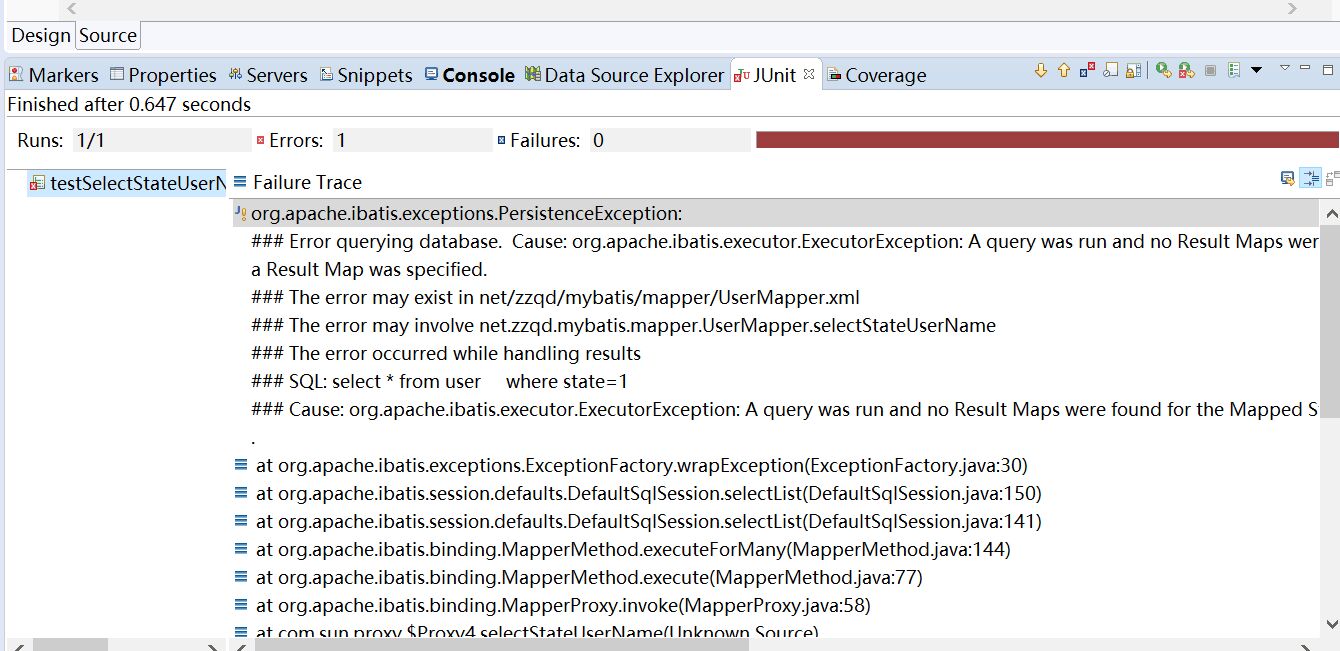 Design Source
Markers Properties Servers Snippets Console Data Source Explorer JUnit Coverage
Finished after 0.647 seconds
Runs: 1/1 Errors: 1 Failures: 0
testSelectStateUserN
Failure Trace
org.apache.ibatis.exceptions.PersistenceException:
### Error querying database.  Cause: org.apache.ibatis.executor.ExecutorException: A query was run and no Result Maps wer
a Result Map was specified.
### The error may exist in net/zzqd/mybatis/mapper/UserMapper.xml
### The error may involve net.zzqd.mybatis.mapper.UserMapper.selectStateUserName
### The error occurred while handling results
### SQL: select * from user     where state=1
### Cause: org.apache.ibatis.executor.ExecutorException: A query was run and no Result Maps were found for the Mapped S
.
at org.apache.ibatis.exceptions.ExceptionFactory.wrapException(ExceptionFactory.java:30)
at org.apache.ibatis.session.defaults.DefaultSqlSession.selectList(DefaultSqlSession.java:150)
at org.apache.ibatis.session.defaults.DefaultSqlSession.selectList(DefaultSqlSession.java:141)
at org.apache.ibatis.binding.MapperMethod.executeForMany(MapperMethod.java:144)
at org.apache.ibatis.binding.MapperMethod.execute(MapperMethod.java:77)
at org.apache.ibatis.binding.MapperProxy.invoke(MapperProxy.java:58)
at com.sun.proxy.$Proxy4.selectStateUserName(Unknown Source)